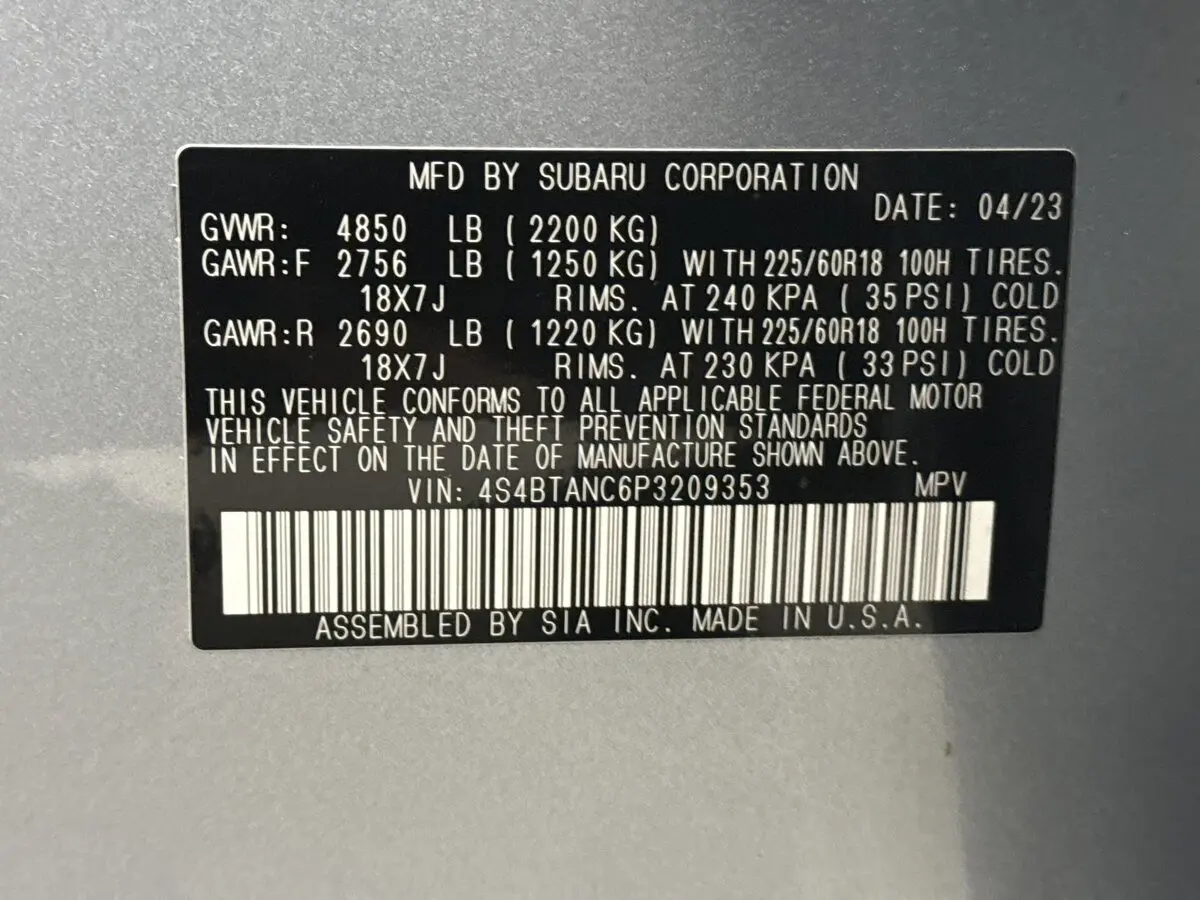 MFD BY SUBARU CORPORATION
DATE: 04/23
GVWR: 4850 LB ( 2200 KG)
GAWR:F 2756 LB ( 1250 KG) WITH 225/60R18 100H TIRES.
18X7J RIMS. AT 240 KPA ( 35 PSI) COLD
GAWR:R 2690 LB ( 1220 KG) WITH 225/60R18 100H TIRES.
18X7J RIMS. AT 230 KPA ( 33 PSI) COLD
THIS VEHICLE CONFORMS TO ALL APPLICABLE FEDERAL MOTOR
VEHICLE SAFETY AND THEFT PREVENTION STANDARDS
IN EFFECT ON THE DATE OF MANUFACTURE SHOWN ABOVE.
VIN: 4S4BTANC6P3209353 MPV
ASSEMBLED BY SIA INC. MADE IN U.S.A.